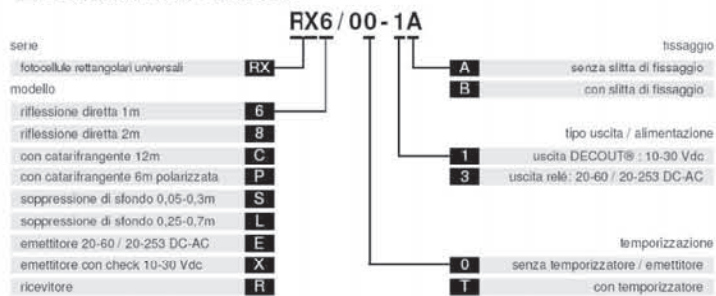 RX6/00-1A
serie
fotocellule rettangolari universali RX
modello
riflessione diretta 1m 6
riflessione diretta 2m 8
con catarifrangente 12m C
con catarifrangente 6m polarizzata P
soppressione di sfondo 0,05-0,3m S
soppressione di sfondo 0,25-0,7m L
emettitore 20-60 / 20-253 DC-AC E
emettitore con check 10-30 Vdc X
ricevitore R
fissaggio
A senza slitta di fissaggio
B con slitta di fissaggio
tipo uscita / alimentazione
1 uscita DECOUT® : 10-30 Vdc
3 uscita relé: 20-60 / 20-253 DC-AC
temporizzazione
0 senza temporizzatore / emettitore
T con temporizzatore